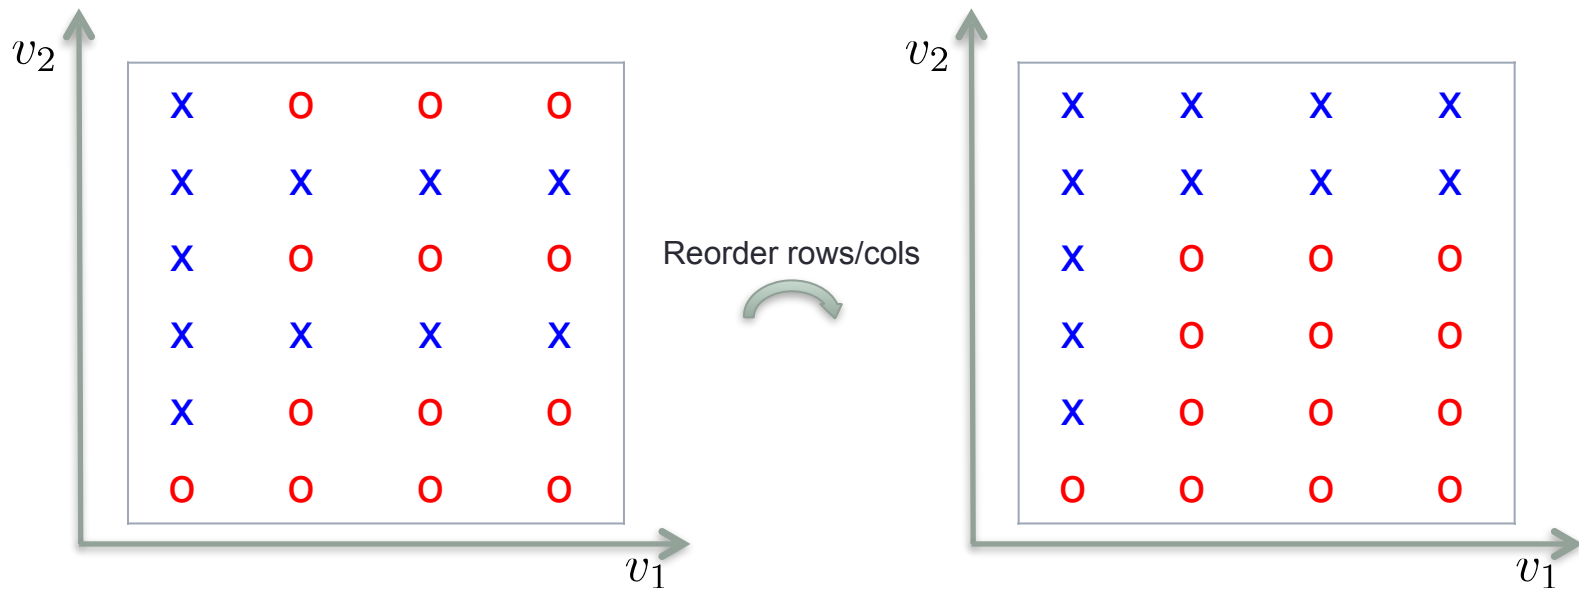 v₂
x o o o
x x x x
x o o o
x x x x
x o o o
o o o o
v₁
Reorder rows/cols
v₂
x x x x
x x x x
x o o o
x o o o
x o o o
o o o o
v₁